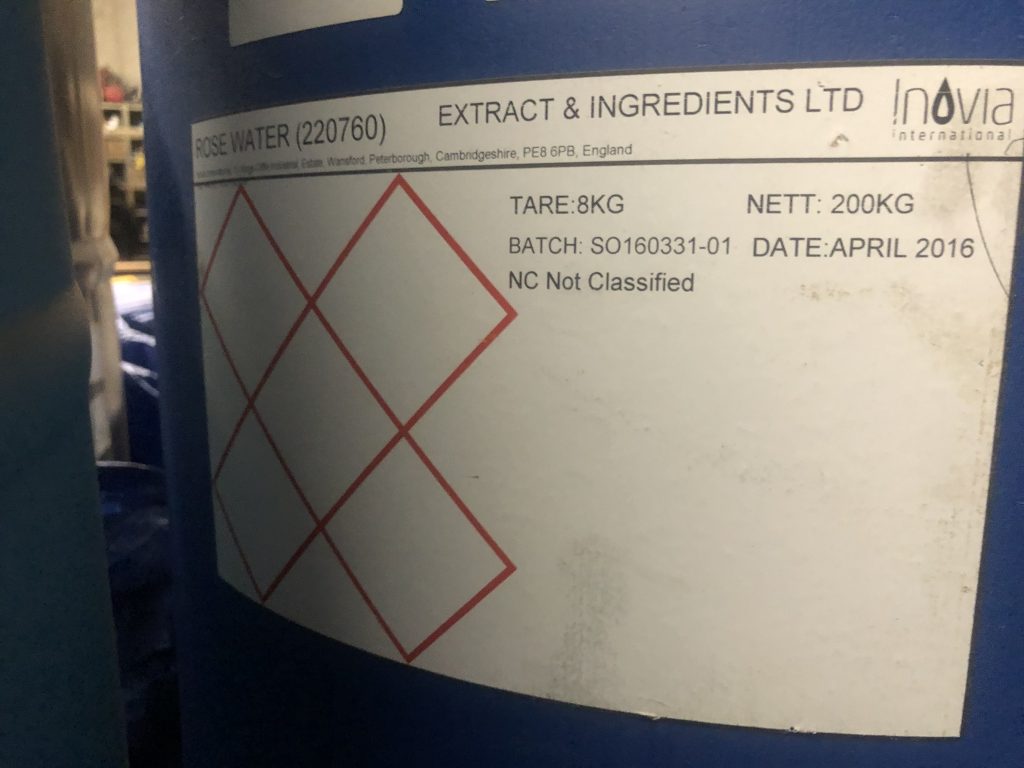 ROSE WATER (220760)
EXTRACT & INGREDIENTS LTD
Inovia
international
Estate, Wansford, Peterborough, Cambridgeshire, PE8 6PB, England
TARE:8KG
NETT: 200KG
BATCH: SO160331-01
DATE:APRIL 2016
NC Not Classified